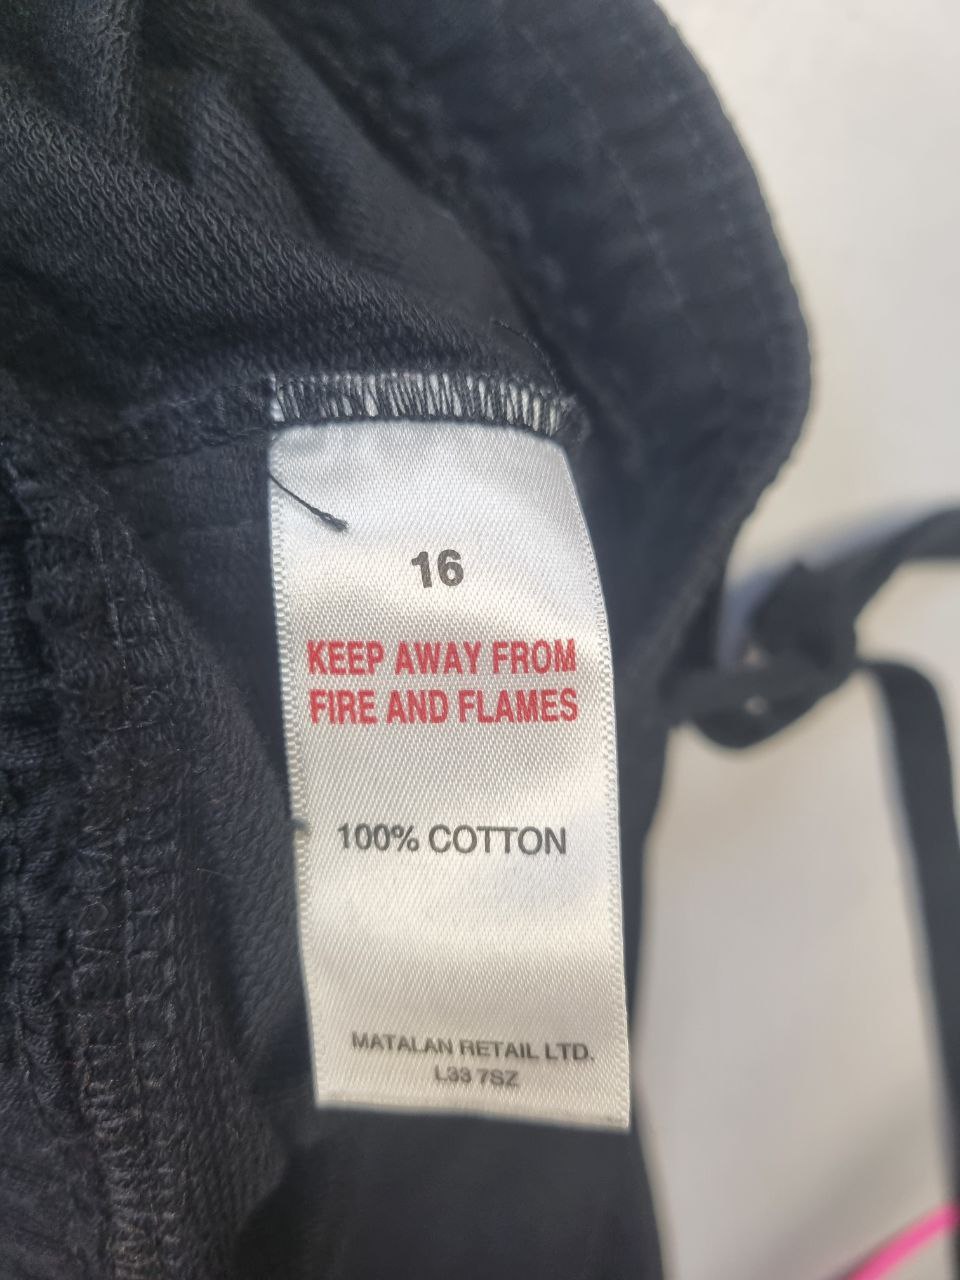 16
KEEP AWAY FROM
FIRE AND FLAMES
100% COTTON
MATALAN RETAIL LTD.
L33 7SZ